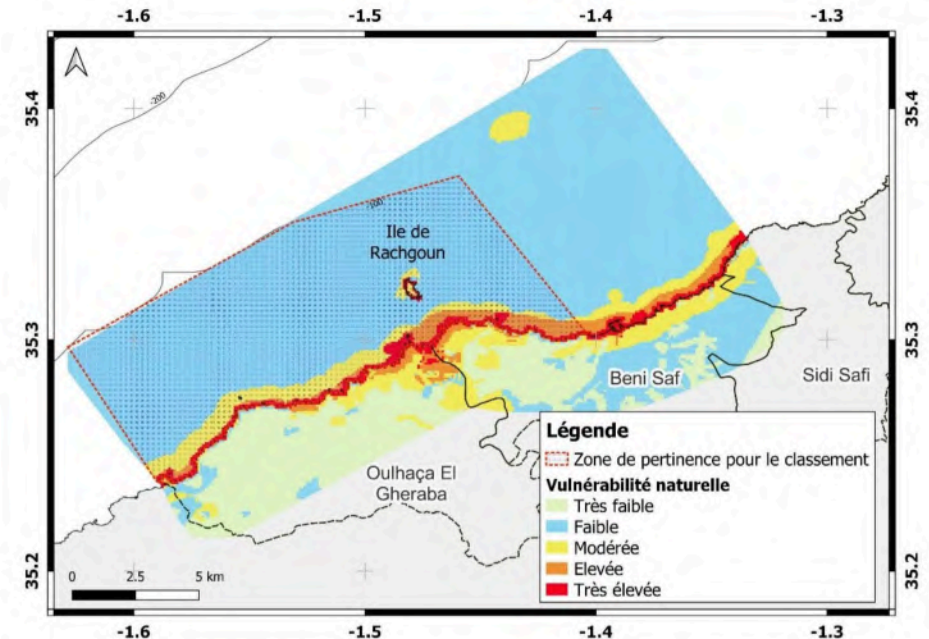 -1.6 -1.5 -1.4 -1.3
35.4 35.4
-200
-100
Ile de
Rachgoun
35.3 35.3
Beni Saf
Sidi Safi
Oulhaça El
Gheraba
Légende
Zone de pertinence pour le classement
Vulnérabilité naturelle
Très faible
Faible
Modérée
Elevée
Très élevée
35.2 35.2
0 2.5 5 km
-1.6 -1.5 -1.4 -1.3